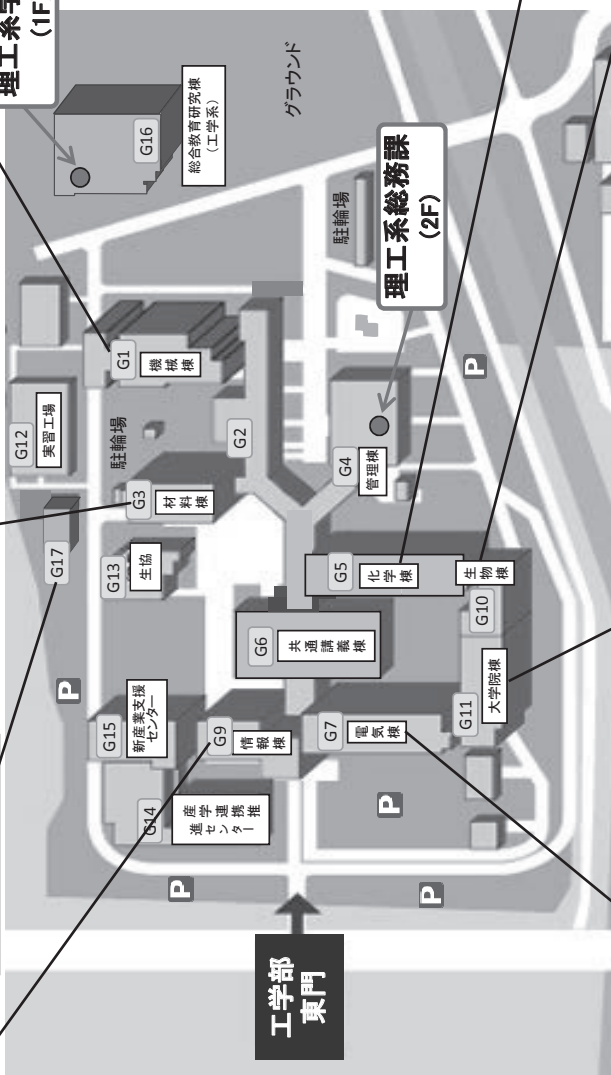 理工系学
(1F
G16
総合教育研究棟
(工学系)
グラウンド
G12
実習工場
G1
機械棟
駐輪場
駐輪場
理工系総務課
(2F)
G2
G4
管理棟
P
G17
G3
材料棟
G13
生協
G5
化学棟
生物棟
G10
G6
共通講義棟
P
G15
新産業支援
センター
G9
情報棟
G7
電気棟
G11
大学院棟
G14
産学連携推
進センター
P
P
P
工学部
東門